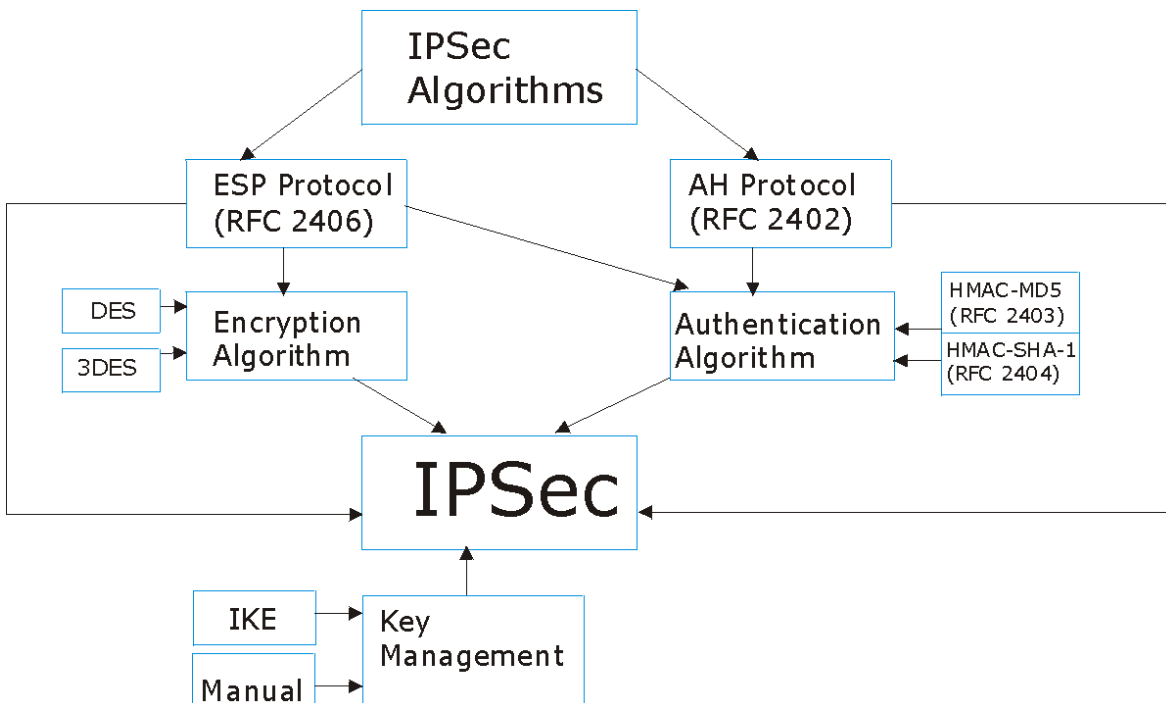 IPSec
Algorithms
ESP Protocol
(RFC 2406)
AH Protocol
(RFC 2402)
DES
3DES
Encryption
Algorithm
Authentication
Algorithm
HMAC-MD5
(RFC 2403)
HMAC-SHA-1
(RFC 2404)
IPSec
IKE
Manual
Key
Management